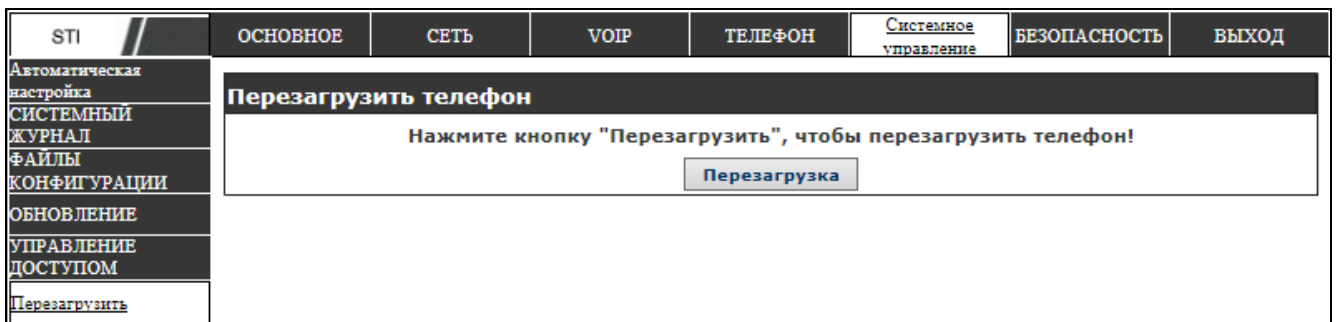 STI
ОСНОВНОЕ
СЕТЬ
VOIP
ТЕЛЕФОН
Системное
управление
БЕЗОПАСНОСТЬ
ВЫХОД
Автоматическая
настройка
СИСТЕМНЫЙ
ЖУРНАЛ
ФАЙЛЫ
КОНФИГУРАЦИИ
ОБНОВЛЕНИЕ
УПРАВЛЕНИЕ
ДОСТУПОМ
Перезагрузить
Перезагрузить телефон
Нажмите кнопку "Перезагрузить", чтобы перезагрузить телефон!
Перезагрузка